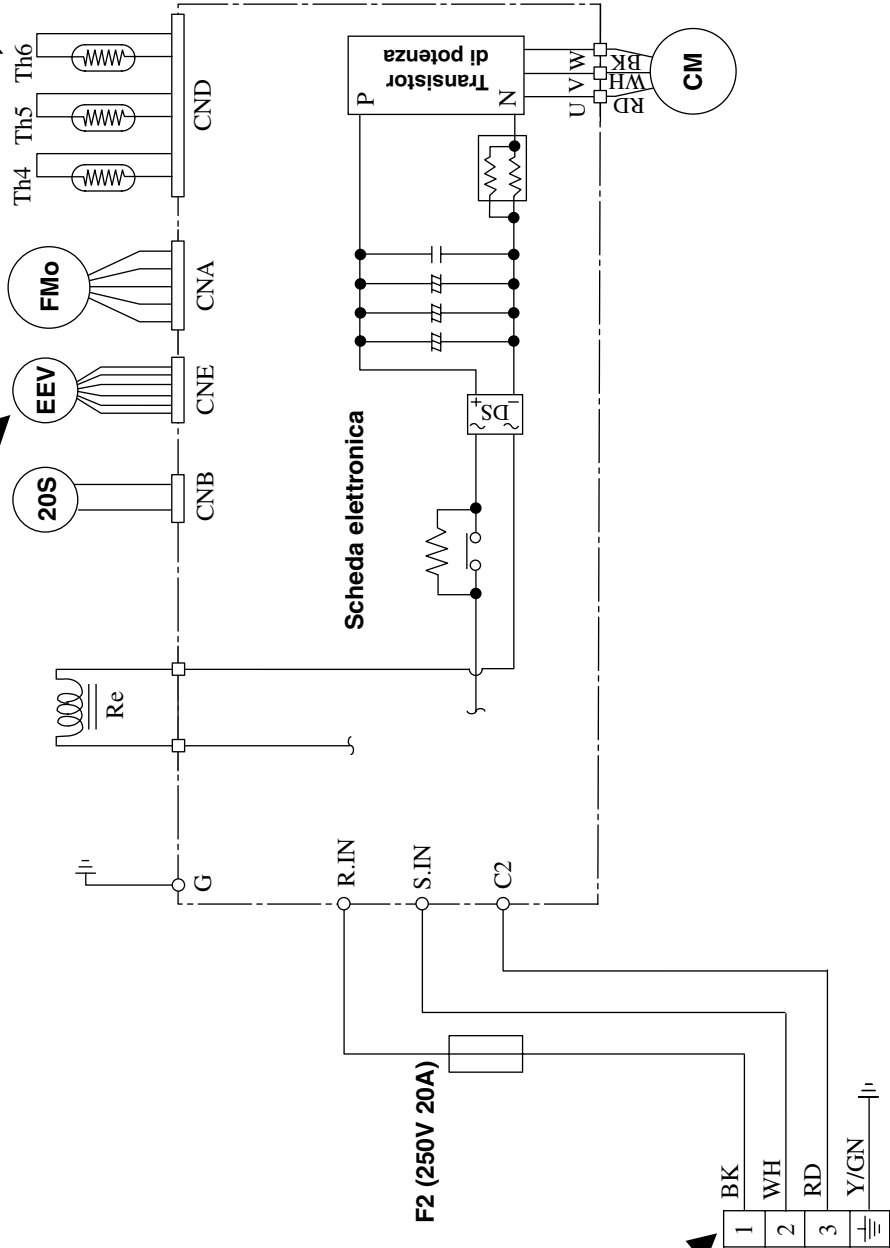 Th6
Th5
Th4
CND
FMo
CNA
EEV
CNE
20S
CNB
Re
G
Transistor
di potenza
P
N
W
V
U
BK
WH
RD
CM
DS
+
−
~
~
Scheda elettronica
R.IN
S.IN
C2
F2 (250V 20A)
1
BK
2
WH
3
RD
Y/GN